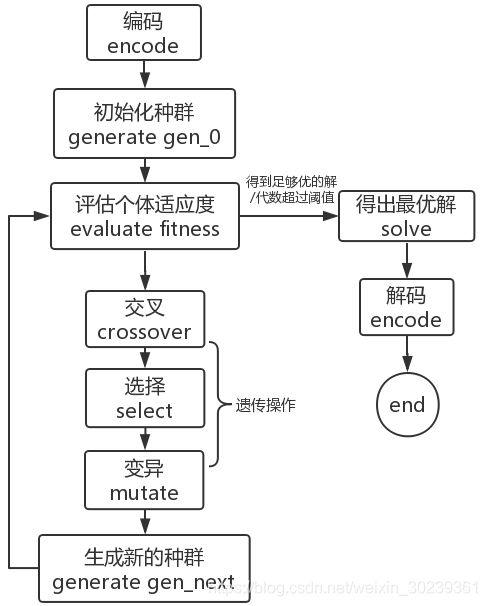 编码
encode
初始化种群
generate gen_0
评估个体适应度
evaluate fitness
得到足够优的解
/代数超过阈值
得出最优解
solve
解码
encode
end
交叉
crossover
选择
select
遗传操作
变异
mutate
生成新的种群
generate gen_next
https://blog.csdn.net/weixin_30239361